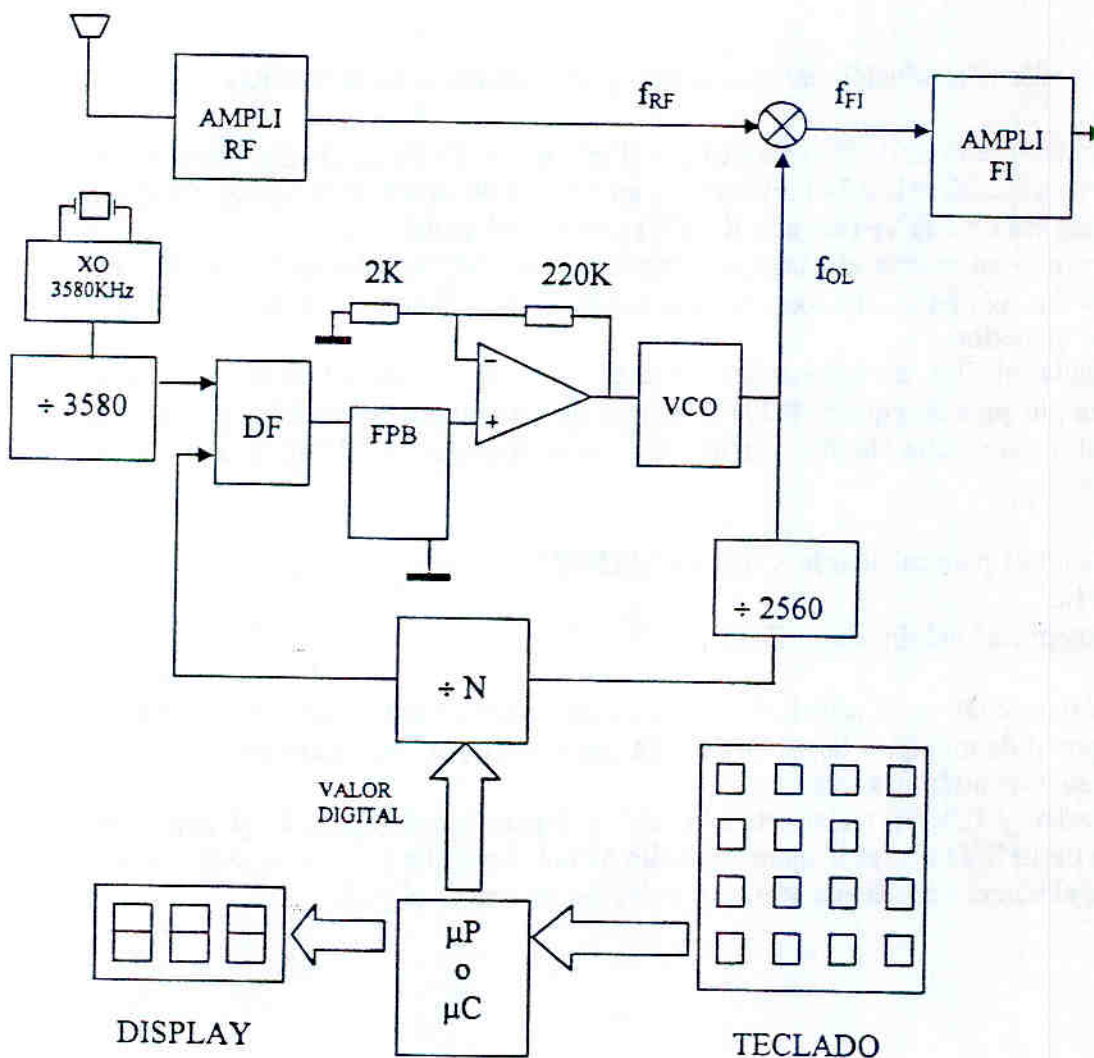 AMPLI
RF
f_RF
f_FI
AMPLI
FI
XO
3580KHz
2K
220K
f_OL
÷ 3580
DF
FPB
−
+
VCO
÷ 2560
÷ N
VALOR
DIGITAL
µP
o
µC
DISPLAY
TECLADO